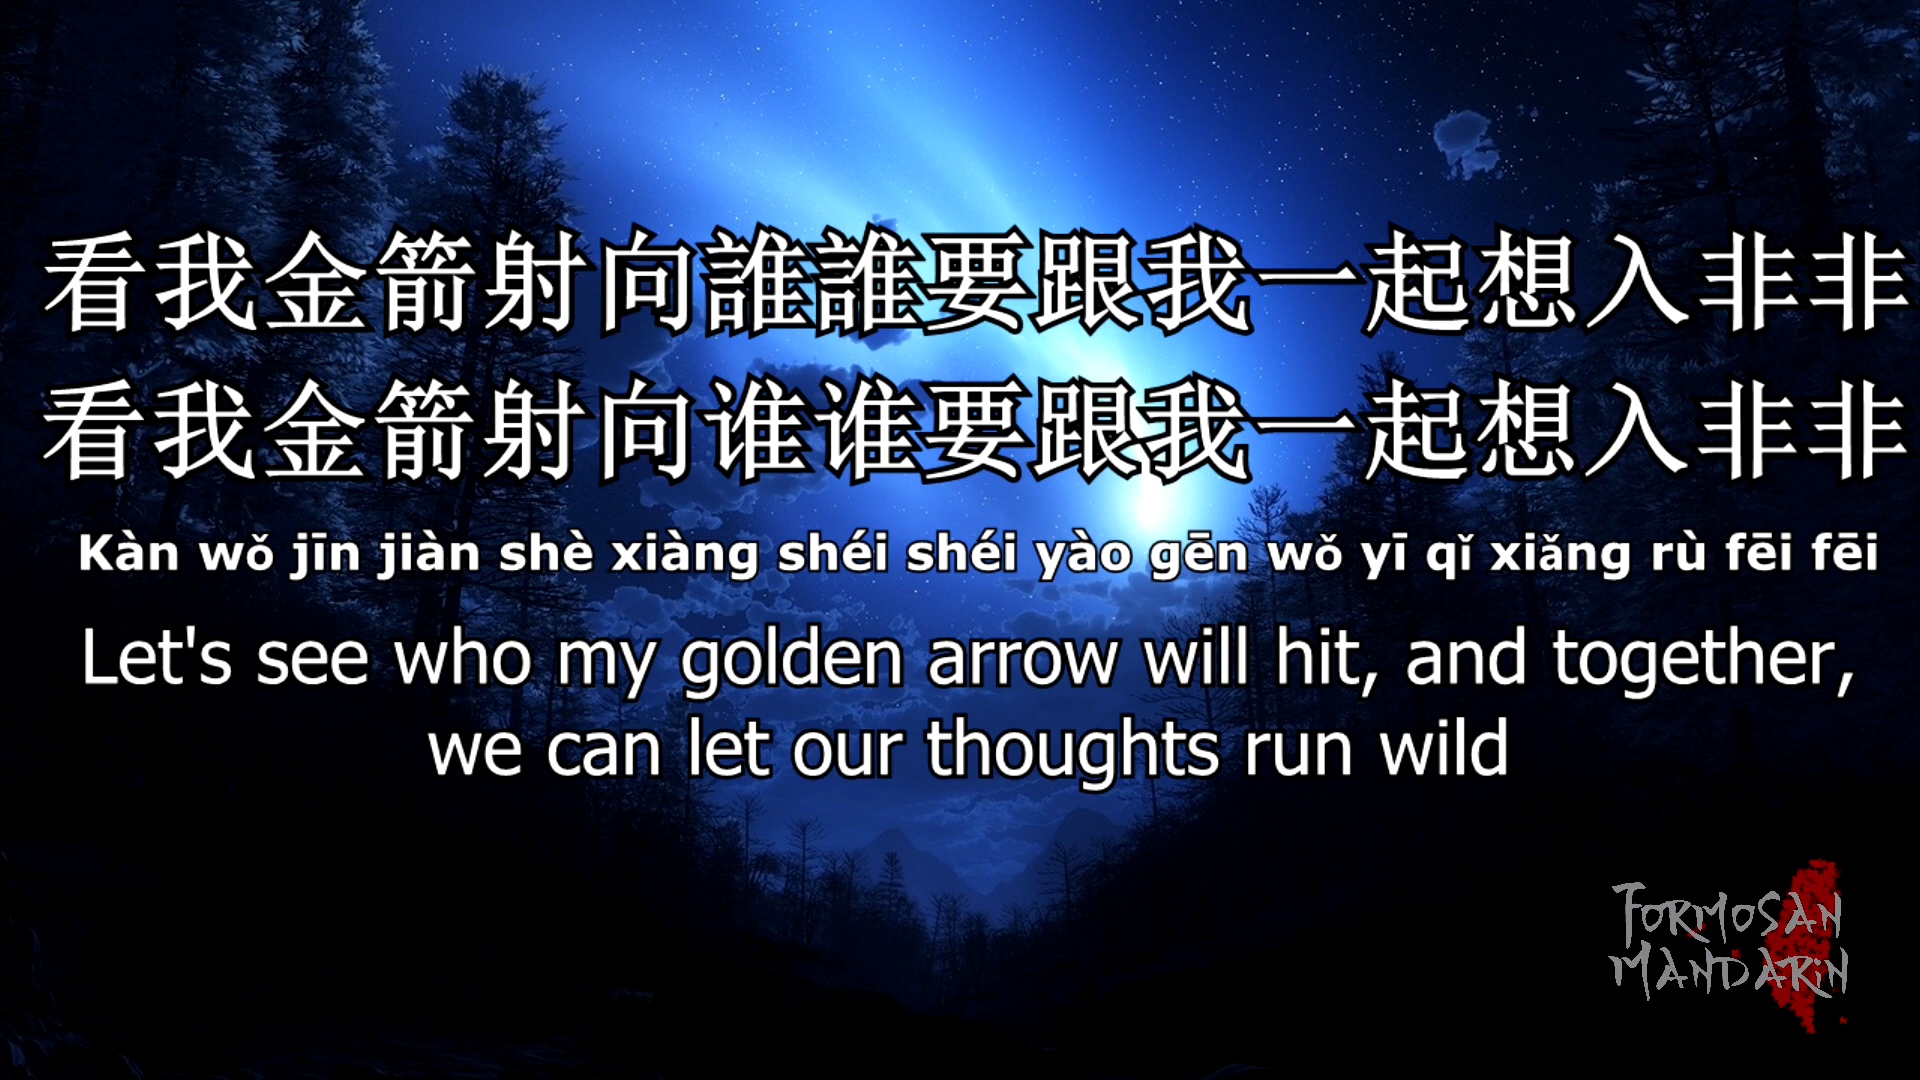 看我金箭射向誰誰要跟我一起想入非非
看我金箭射向谁谁要跟我一起想入非非
Kàn wǒ jīn jiàn shè xiàng shéi shéi yào gēn wǒ yī qǐ xiǎng rù fēi fēi
Let's see who my golden arrow will hit, and together,
we can let our thoughts run wild
FORMOSAN
MANDARIN